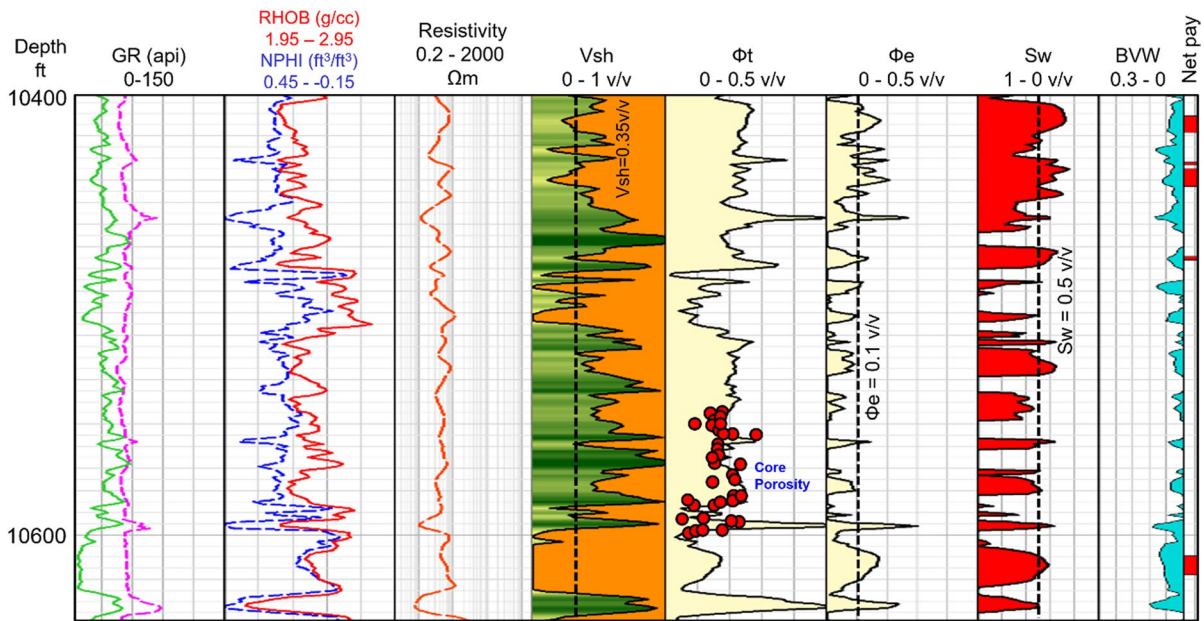 Depth
ft
GR (api)
0-150
RHOB (g/cc)
1.95 – 2.95
NPHI (ft³/ft³)
0.45 - -0.15
Resistivity
0.2 - 2000
Ωm
Vsh
0 - 1 v/v
Φt
0 - 0.5 v/v
Φe
0 - 0.5 v/v
Sw
1 - 0 v/v
BVW
0.3 - 0
Net pay
10400
Vsh=0.35v/v
Φe = 0.1 v/v
Sw = 0.5 v/v
Core
Porosity
10600